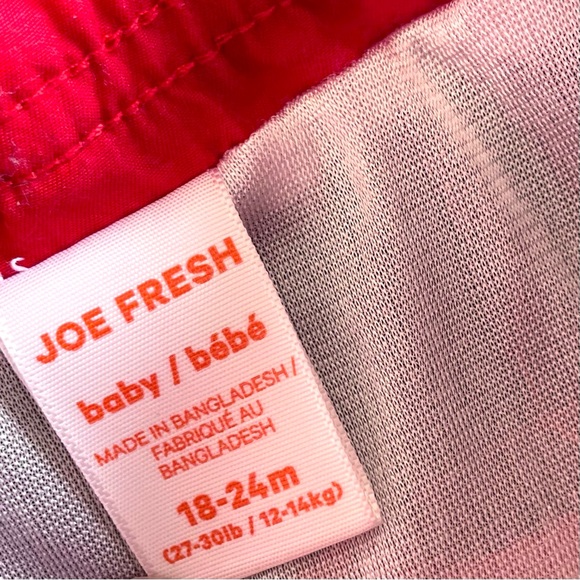 JOE FRESH
baby / bébé
MADE IN BANGLADESH /
FABRIQUÉ AU
BANGLADESH
18-24m
(27-30lb / 12-14kg)